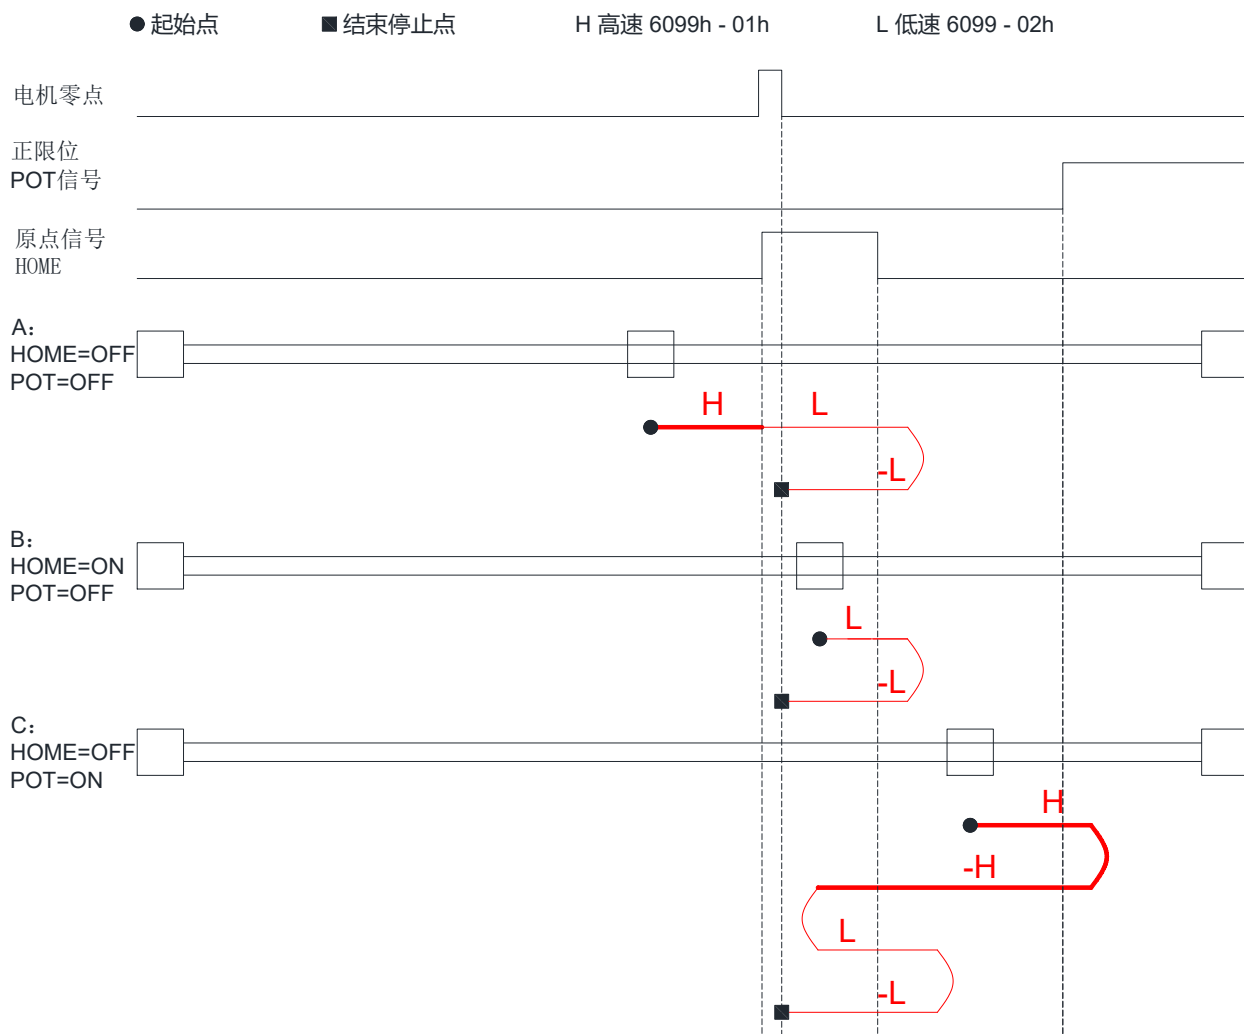 起始点 结束停止点 H 高速 6099h - 01h L 低速 6099 - 02h
电机零点
正限位
POT信号
原点信号
HOME
A：
HOME=OFF
POT=OFF
H L
-L
B：
HOME=ON
POT=OFF
L
-L
C：
HOME=OFF
POT=ON
H
-H
L
-L